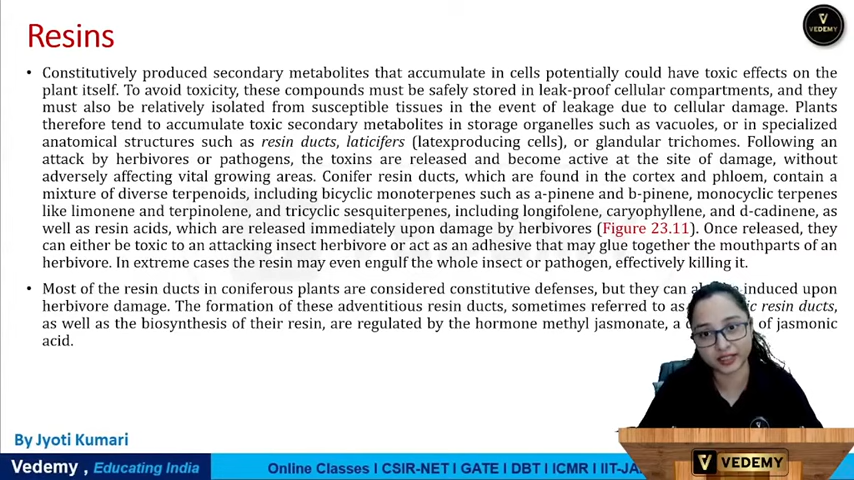 Resins
VEDEMY
• Constitutively produced secondary metabolites that accumulate in cells potentially could have toxic effects on the
plant itself. To avoid toxicity, these compounds must be safely stored in leak-proof cellular compartments, and they
must also be relatively isolated from susceptible tissues in the event of leakage due to cellular damage. Plants
therefore tend to accumulate toxic secondary metabolites in storage organelles such as vacuoles, or in specialized
anatomical structures such as resin ducts, laticifers (latexproducing cells), or glandular trichomes. Following an
attack by herbivores or pathogens, the toxins are released and become active at the site of damage, without
adversely affecting vital growing areas. Conifer resin ducts, which are found in the cortex and phloem, contain a
mixture of diverse terpenoids, including bicyclic monoterpenes such as a-pinene and b-pinene, monocyclic terpenes
like limonene and terpinolene, and tricyclic sesquiterpenes, including longifolene, caryophyllene, and d-cadinene, as
well as resin acids, which are released immediately upon damage by herbivores (Figure 23.11). Once released, they
can either be toxic to an attacking insect herbivore or act as an adhesive that may glue together the mouthparts of an
herbivore. In extreme cases the resin may even engulf the whole insect or pathogen, effectively killing it.
• Most of the resin ducts in coniferous plants are considered constitutive defenses, but they can induced upon
herbivore damage. The formation of these adventitious resin ducts, sometimes referred to as resin ducts,
as well as the biosynthesis of their resin, are regulated by the hormone methyl jasmonate, a of jasmonic
acid.
By Jyoti Kumari
VEDEMY
Vedemy , Educating India
Online Classes I CSIR-NET I GATE I DBT I ICMR I IIT-JA